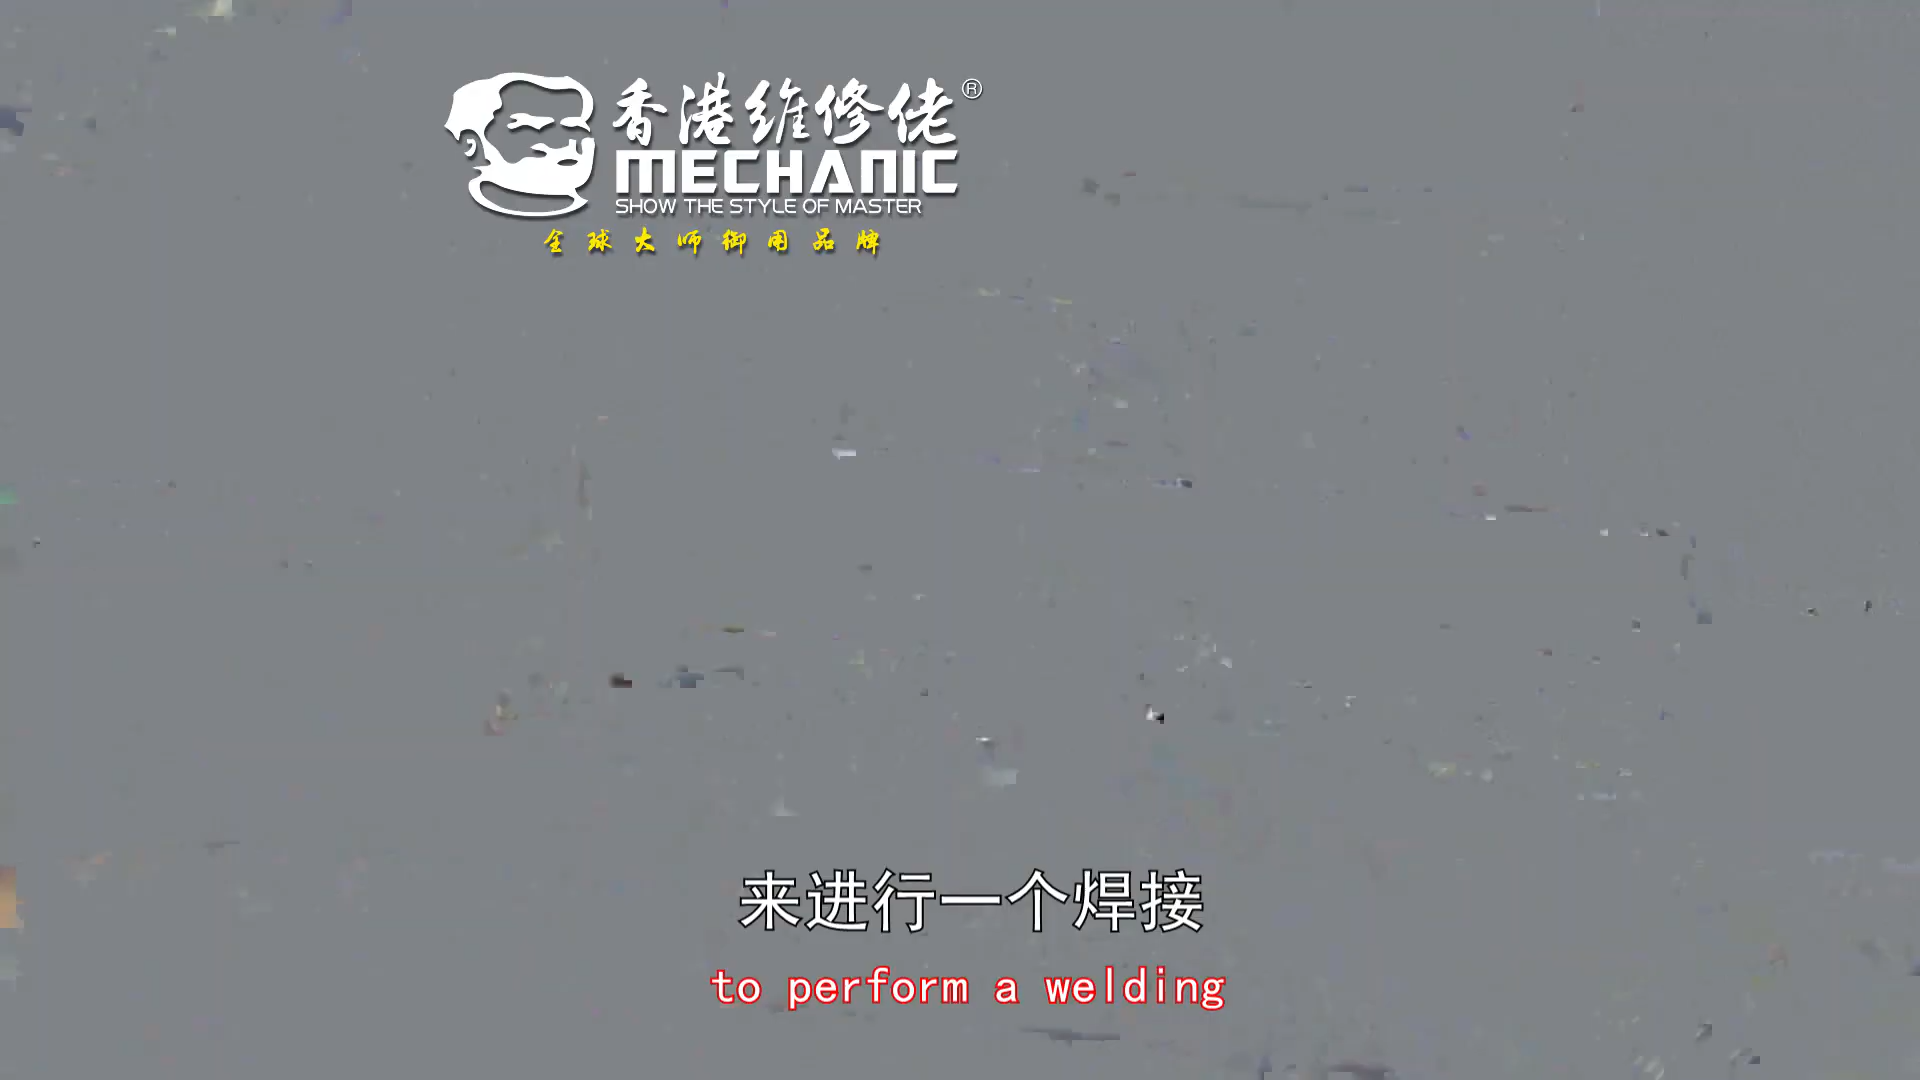 香港维修佬®
MECHANIC
SHOW THE STYLE OF MASTER
全球大师御用品牌
来进行一个焊接
to perform a welding